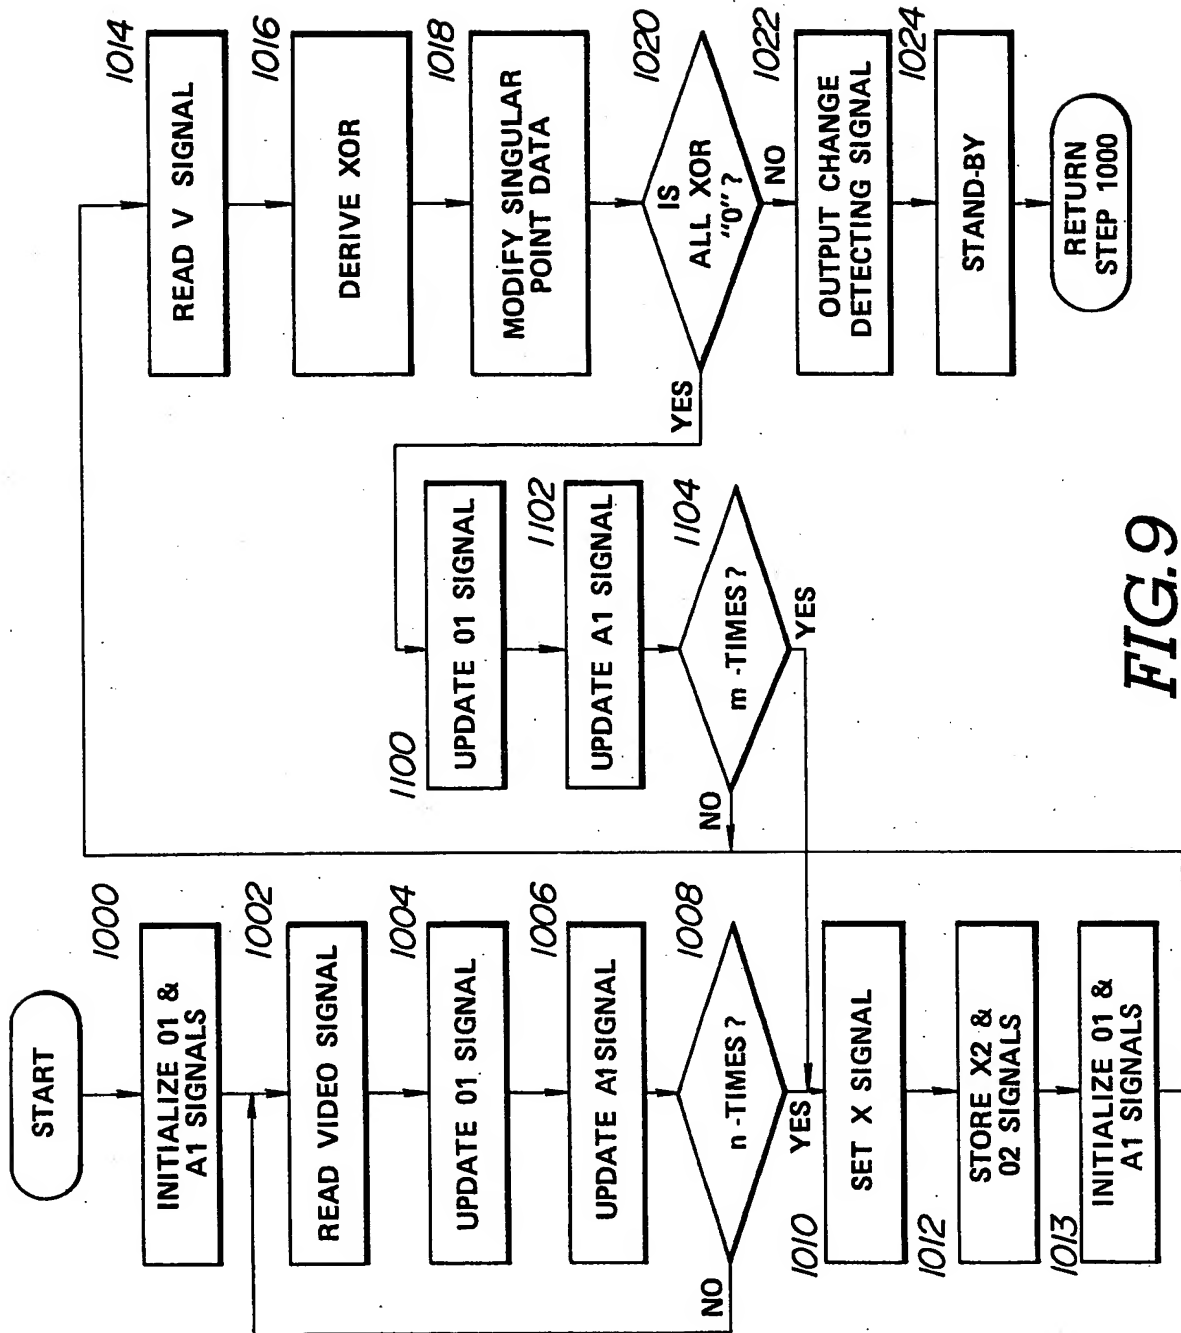 START
1000
INITIALIZE 01 &
A1 SIGNALS
1002
READ VIDEO SIGNAL
1004
UPDATE 01 SIGNAL
1006
UPDATE A1 SIGNAL
1008
n -TIMES?
NO
YES
1010
SET X SIGNAL
1012
STORE X2 &
02 SIGNALS
1013
INITIALIZE 01 &
A1 SIGNALS
1014
READ V SIGNAL
1016
DERIVE XOR
1018
MODIFY SINGULAR
POINT DATA
1020
IS
ALL XOR
"0" ?
YES
NO
1022
OUTPUT CHANGE
DETECTING SIGNAL
1024
STAND-BY
RETURN
STEP 1000
1100
UPDATE 01 SIGNAL
1102
UPDATE A1 SIGNAL
1104
m -TIMES?
NO
YES
FIG.9